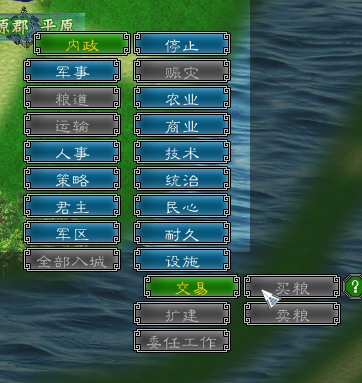 原郡 平原
内政 停止
军事 赈灾
粮道 农业
运输 商业
人事 技术
策略 统治
君主 民心
军区 耐久
全部入城 设施
交易 买粮 ?
扩建 卖粮
委任工作